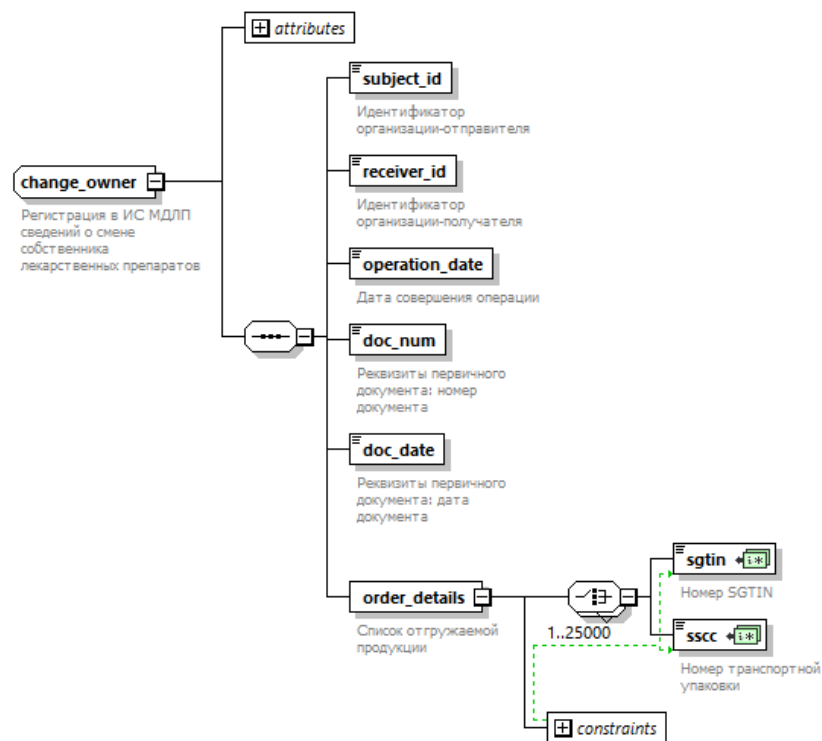 attributes
subject_id
Идентификатор
организации-отправителя
receiver_id
Идентификатор
организации-получателя
change_owner
Регистрация в ИС МДЛП
сведений о смене
собственника
лекарственных препаратов
operation_date
Дата совершения операции
doc_num
Реквизиты первичного
документа: номер
документа
doc_date
Реквизиты первичного
документа: дата
документа
order_details
Список отгружаемой
продукции
1..25000
sgtin
Номер SGTIN
sscc
Номер транспортной
упаковки
constraints